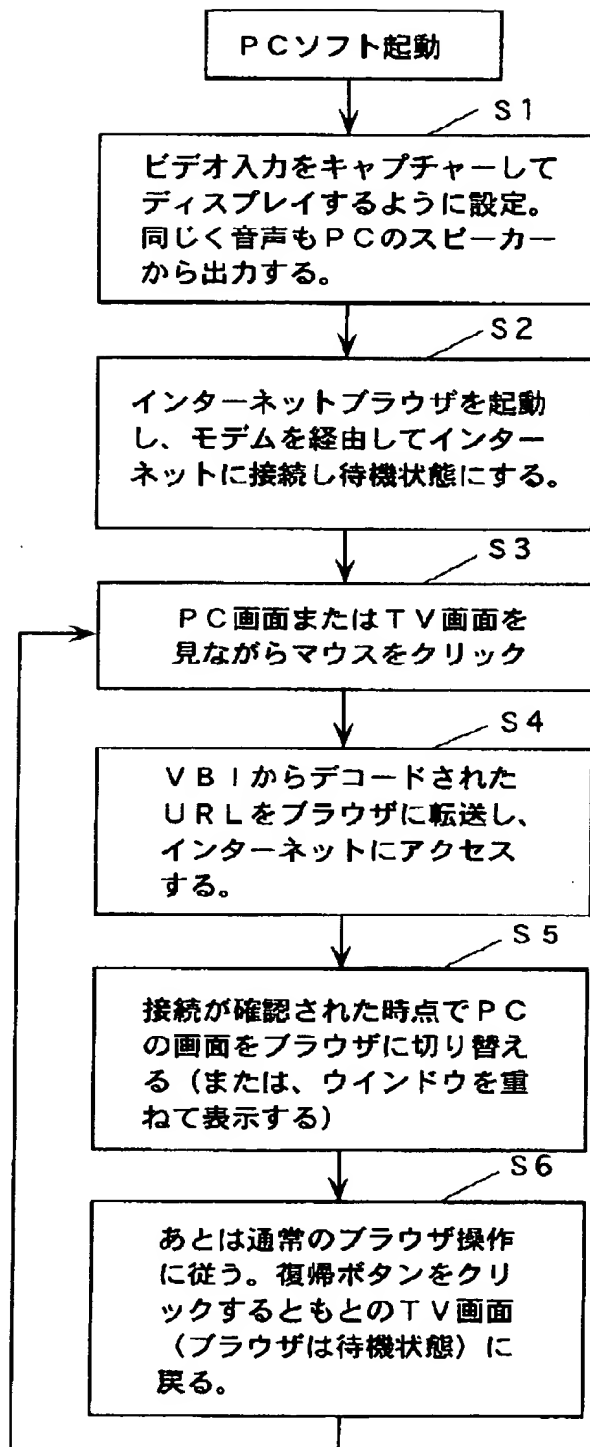 PCソフト起動
S1
ビデオ入力をキャプチャーして
ディスプレイするように設定。
同じく音声もPCのスピーカー
から出力する。
S2
インターネットブラウザを起動
し、モデムを経由してインター
ネットに接続し待機状態にする。
S3
PC画面またはTV画面を
見ながらマウスをクリック
S4
VBIからデコードされた
URLをブラウザに転送し、
インターネットにアクセス
する。
S5
接続が確認された時点でPC
の画面をブラウザに切り替え
る(または、ウインドウを重
ねて表示する)
S6
あとは通常のブラウザ操作
に従う。復帰ボタンをクリ
ックするともとのTV画面
(ブラウザは待機状態)に
戻る。